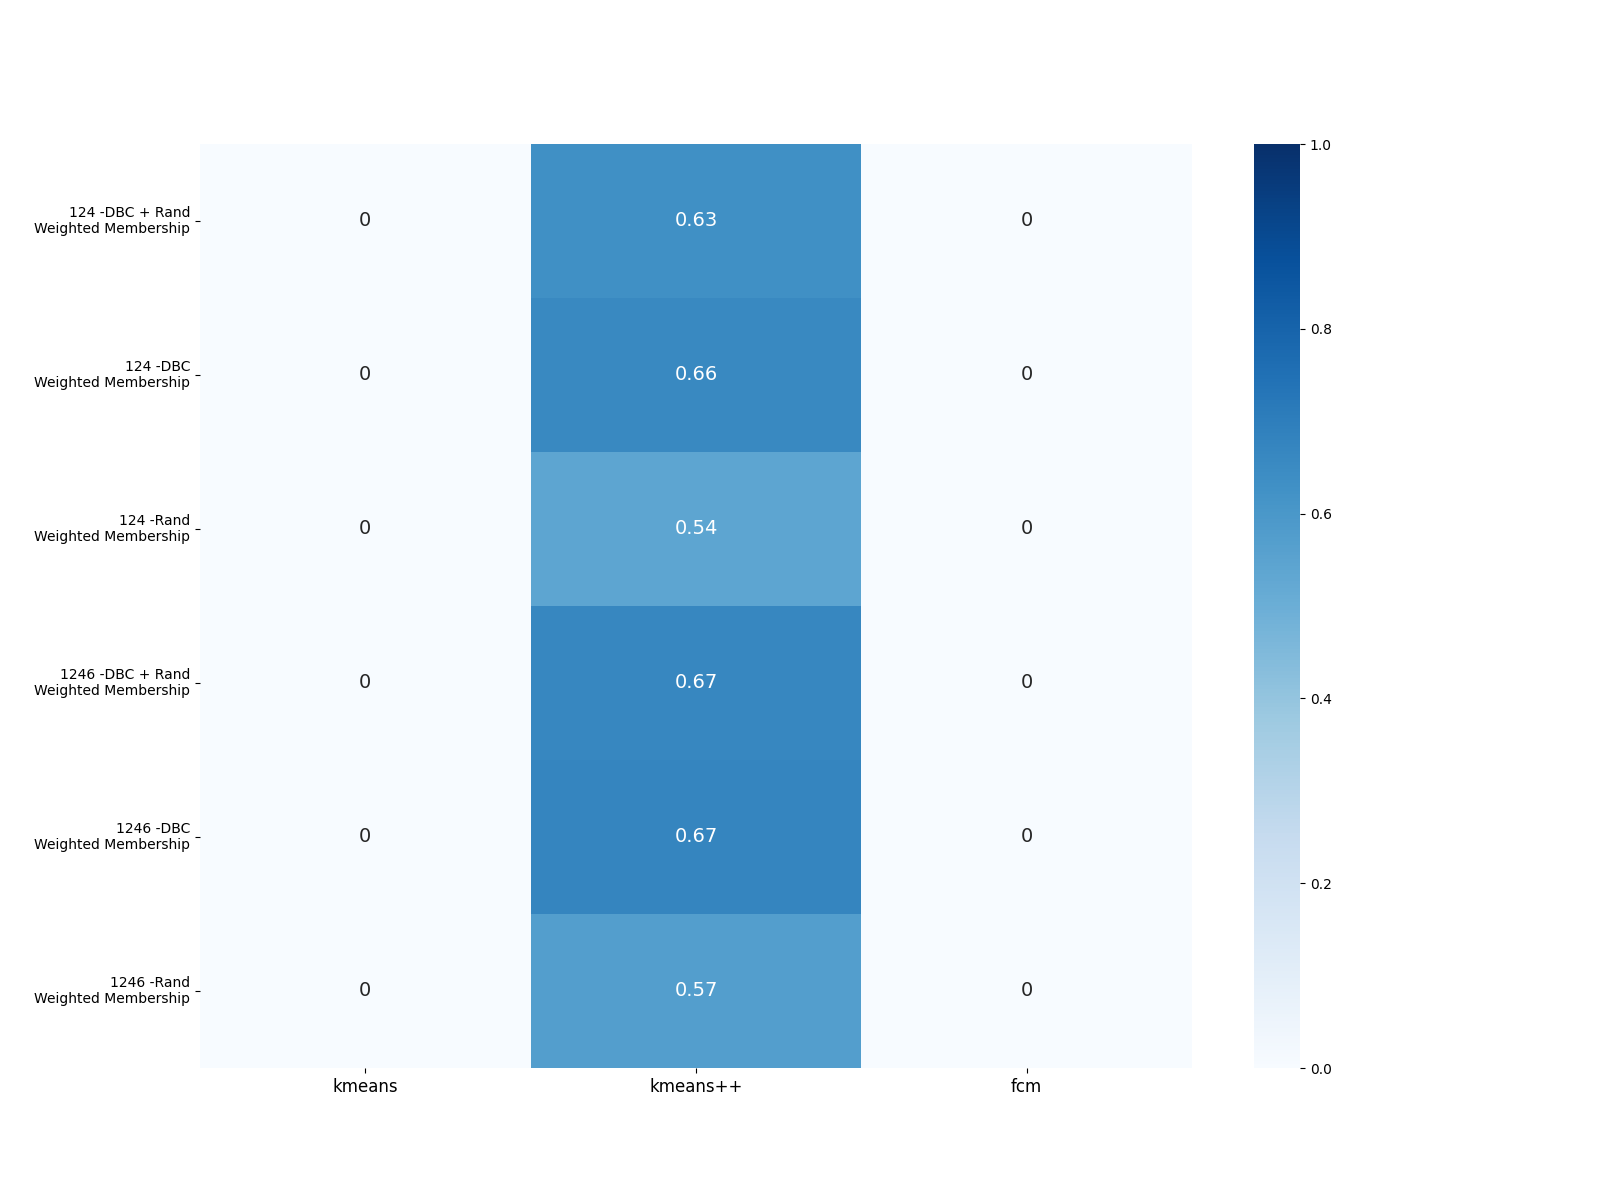 124 -DBC + Rand
Weighted Membership
0
0.63
0
124 -DBC
Weighted Membership
0
0.66
0
124 -Rand
Weighted Membership
0
0.54
0
1246 -DBC + Rand
Weighted Membership
0
0.67
0
1246 -DBC
Weighted Membership
0
0.67
0
1246 -Rand
Weighted Membership
0
0.57
0
kmeans
kmeans++
fcm
1.0
0.8
0.6
0.4
0.2
0.0